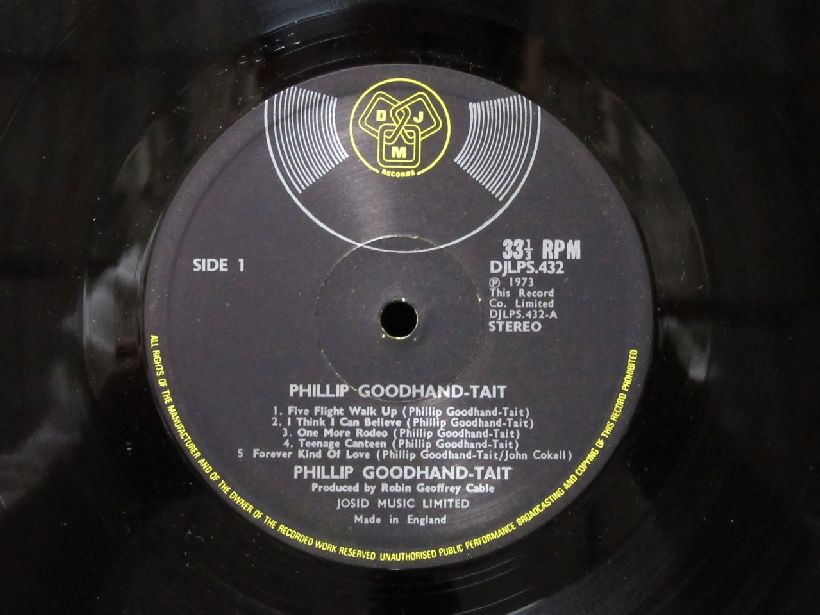 D J
M
RECORDS
SIDE 1
33⅓ RPM
DJLPS.432
Ⓟ 1973
This Record
Co. Limited
DJLPS.432-A
STEREO
PHILLIP GOODHAND-TAIT
1. Five Flight Walk Up (Phillip Goodhand-Tait)
2. I Think I Can Believe (Phillip Goodhand-Tait)
3. One More Rodeo (Phillip Goodhand-Tait)
4. Teenage Canteen (Phillip Goodhand-Tait)
5 Forever Kind Of Love (Phillip Goodhand-Tait/John Cokell)
PHILLIP GOODHAND-TAIT
Produced by Robin Geoffrey Cable
JOSID MUSIC LIMITED
Made in England
ALL RIGHTS OF THE MANUFACTURER AND OF THE OWNER OF THE RECORDED WORK RESERVED UNAUTHORISED PUBLIC PERFORMANCE BROADCASTING AND COPYING OF THIS RECORD PROHIBITED